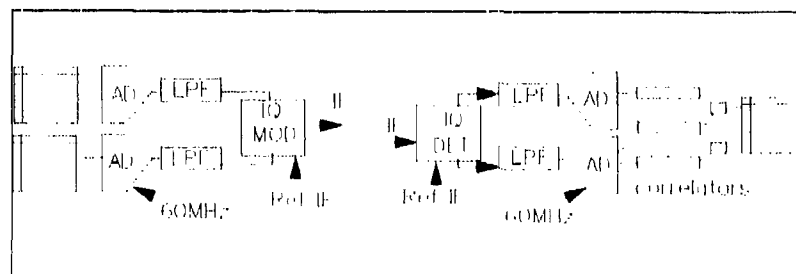 AD
LPF
IQ
MOD
IF
AD
LPF
60MHz
Ref IF
IF
IQ
DET
LPF
AD
LPF
AD
Ref IF
60MHz
correlators